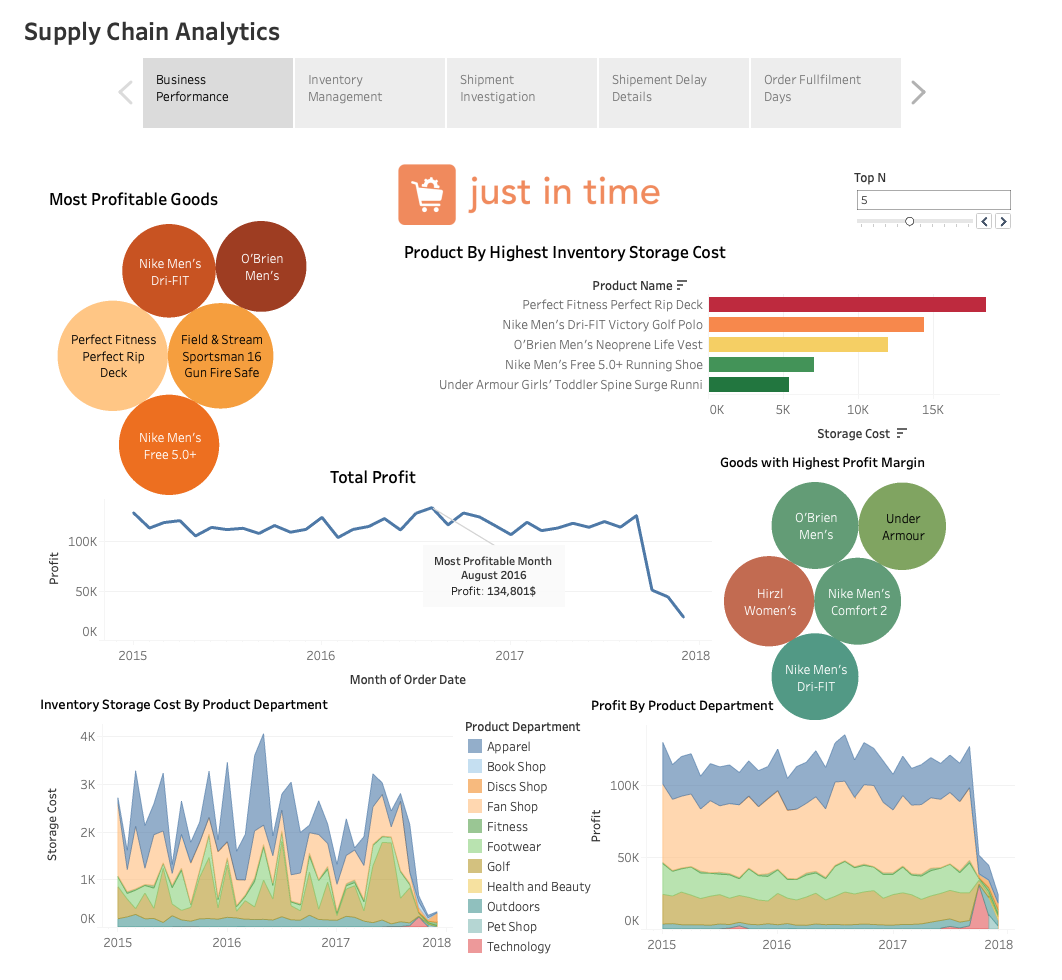 Supply Chain Analytics
Business
Performance
Inventory
Management
Shipment
Investigation
Shipement Delay
Details
Order Fullfilment
Days
just in time
Top N
5
Most Profitable Goods
Nike Men's
Dri-FIT
O'Brien
Men's
Perfect Fitness
Perfect Rip
Deck
Field & Stream
Sportsman 16
Gun Fire Safe
Nike Men's
Free 5.0+
Product By Highest Inventory Storage Cost
Product Name
Perfect Fitness Perfect Rip Deck
Nike Men's Dri-FIT Victory Golf Polo
O'Brien Men's Neoprene Life Vest
Nike Men's Free 5.0+ Running Shoe
Under Armour Girls' Toddler Spine Surge Runni
0K 5K 10K 15K
Storage Cost
Total Profit
Profit
100K
50K
0K
Most Profitable Month
August 2016
Profit: 134,801$
2015 2016 2017 2018
Month of Order Date
Goods with Highest Profit Margin
O'Brien
Men's
Under
Armour
Hirzl
Women's
Nike Men's
Comfort 2
Nike Men's
Dri-FIT
Inventory Storage Cost By Product Department
Storage Cost
4K
3K
2K
1K
0K
2015 2016 2017 2018
Product Department
Apparel
Book Shop
Discs Shop
Fan Shop
Fitness
Footwear
Golf
Health and Beauty
Outdoors
Pet Shop
Technology
Profit By Product Department
Profit
100K
50K
0K
2015 2016 2017 2018